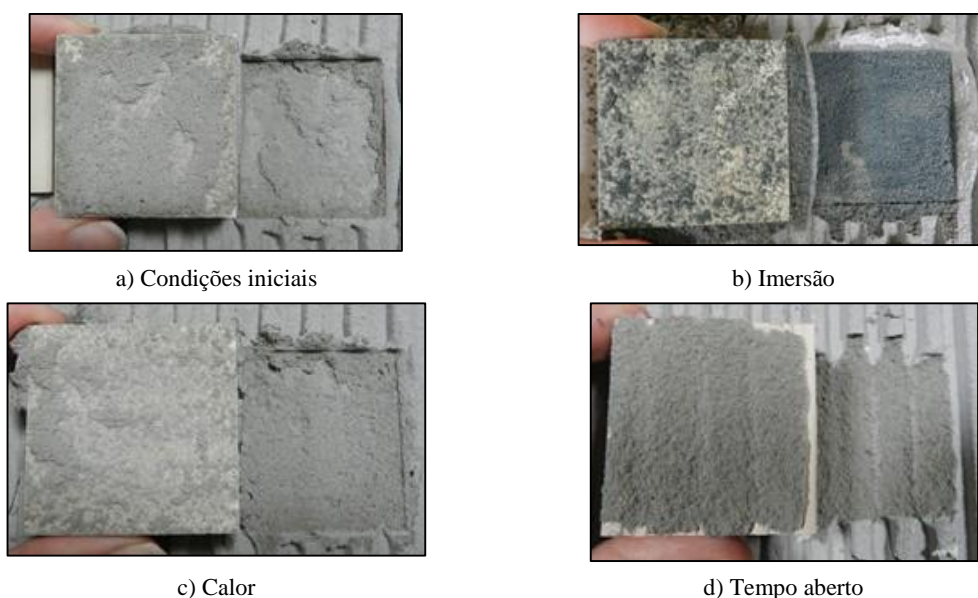 a) Condições iniciais
b) Imersão
c) Calor
d) Tempo aberto